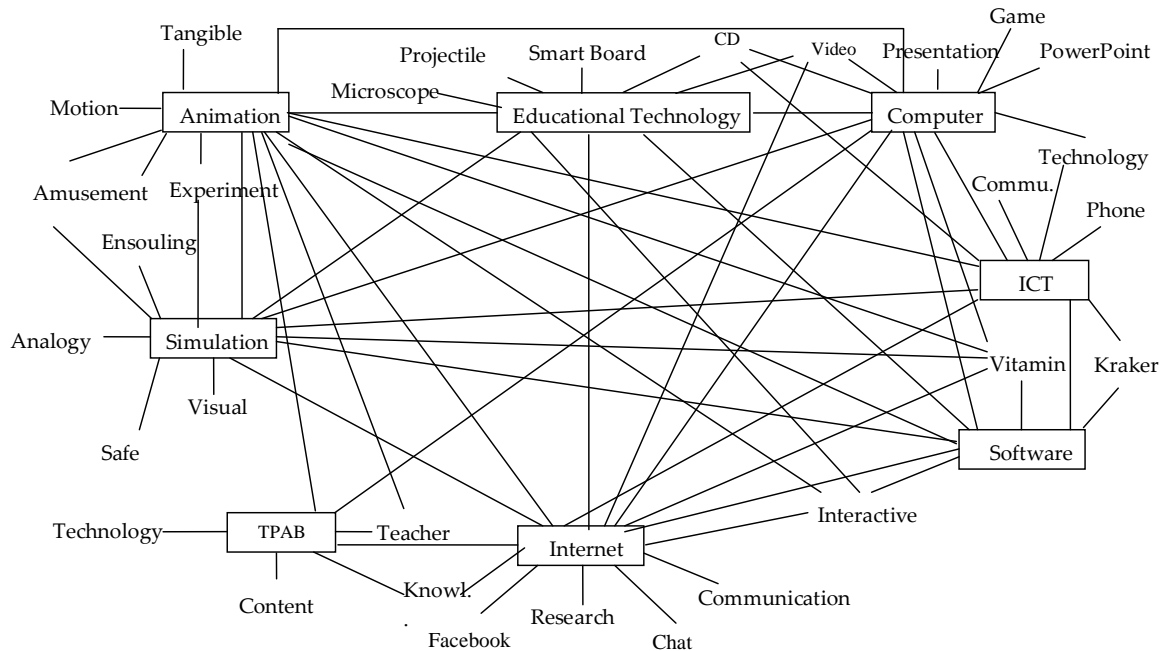 Game
Tangible
CD
Video
Presentation
PowerPoint
Projectile
Smart Board
Microscope
Motion
Animation
Educational Technology
Computer
Technology
Amusement
Experiment
Commu.
Phone
Ensouling
ICT
Analogy
Simulation
Vitamin
Kraker
Visual
Safe
Software
Interactive
Technology
TPAB
Teacher
Internet
Knowl.
.
Content
Communication
Research
Facebook
Chat